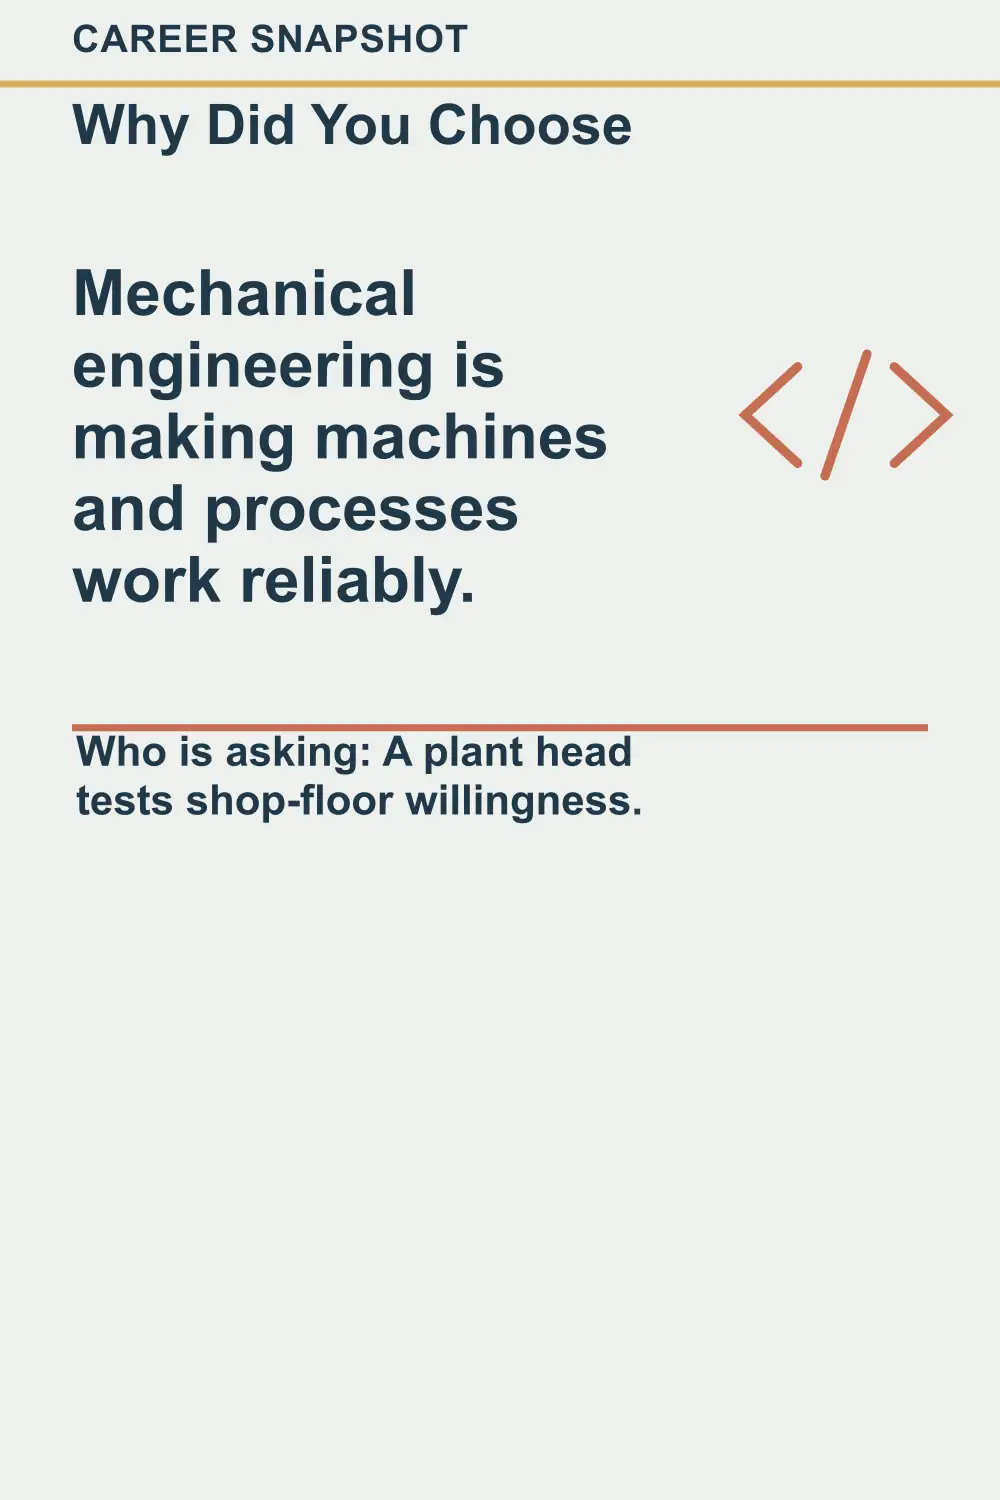 CAREER SNAPSHOT
Why Did You Choose
Mechanical
engineering is
making machines
and processes
work reliably.
Who is asking: A plant head
tests shop-floor willingness.